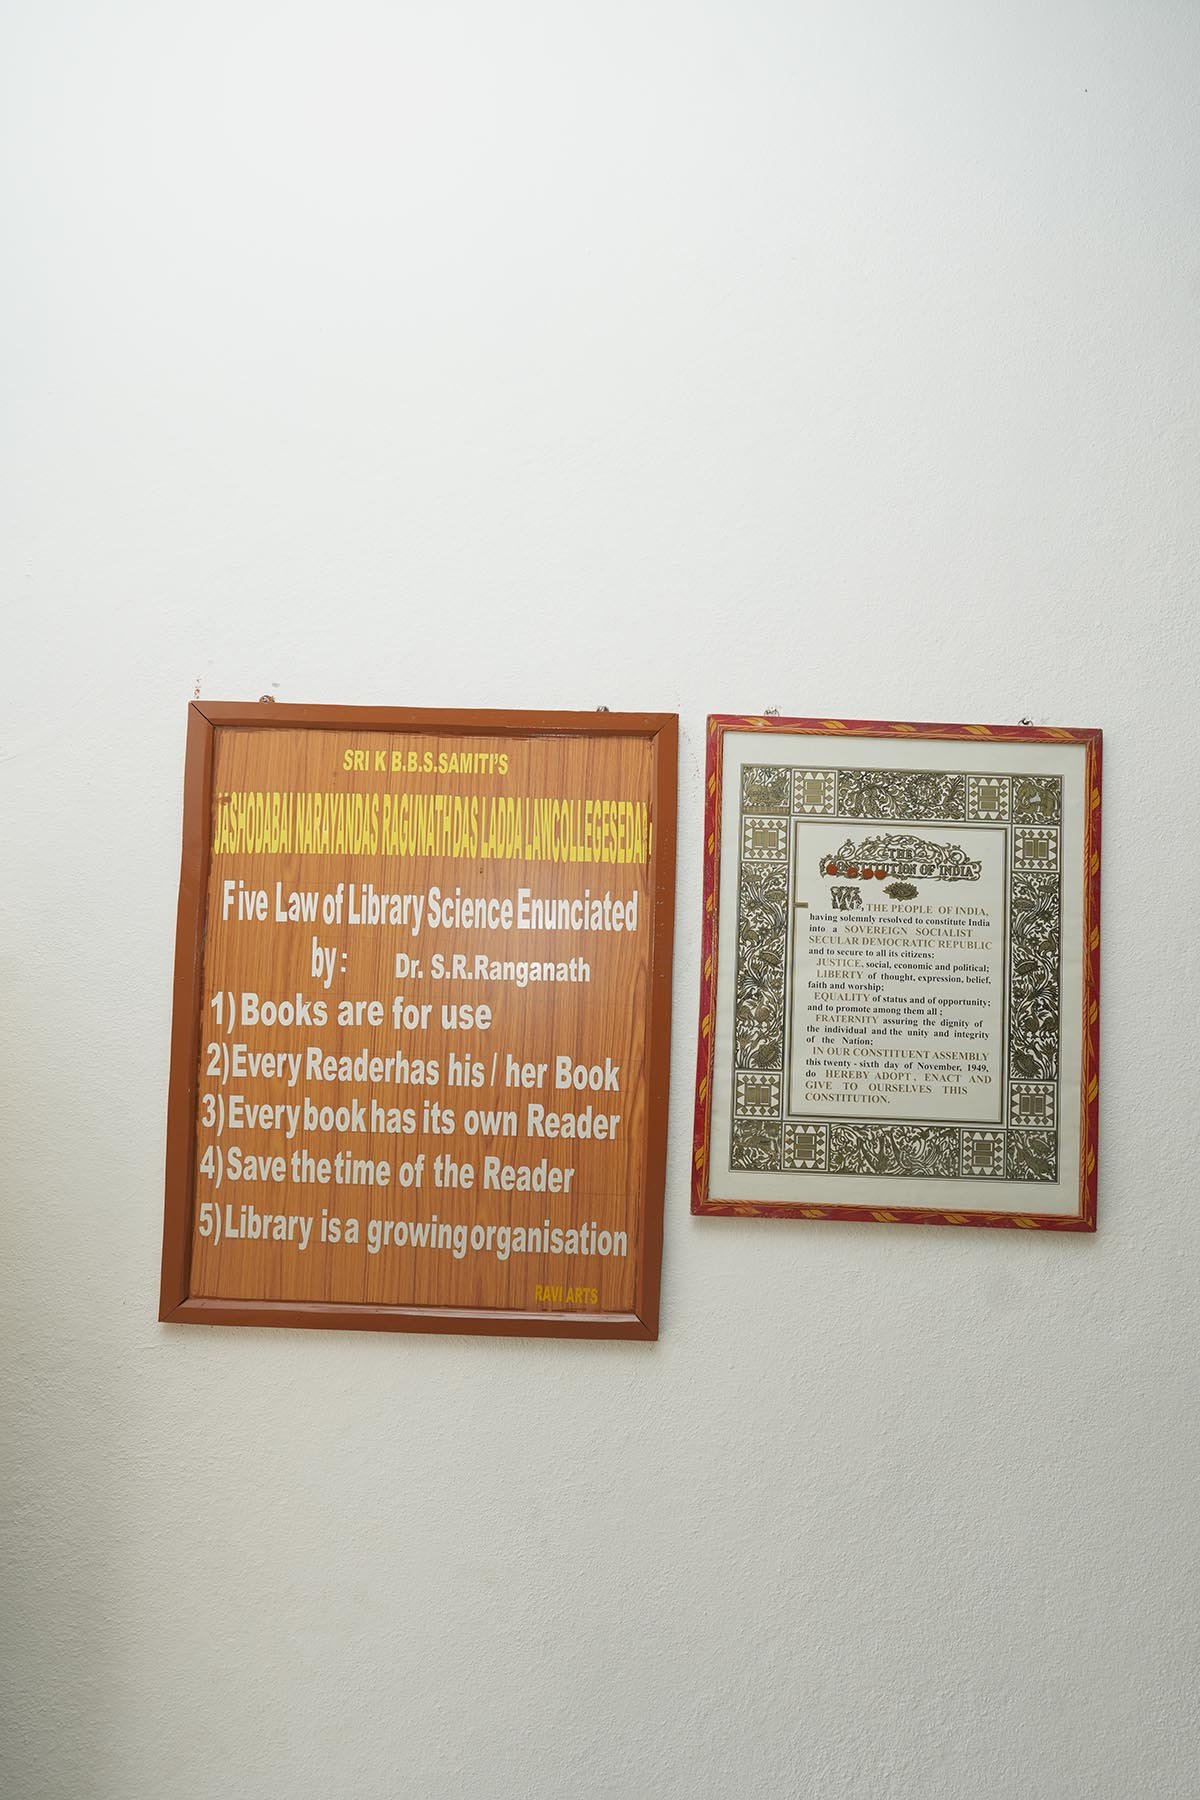 SRI K B.B.S.SAMITI'S
NARAYANDAS RAGUNATHDAS LADDA LAWCOLLEGESEDAM
Five Law of Library Science Enunciated
by: Dr. S.R.Ranganath
1) Books are for use
2) Every Readerhas his / her Book
3) Every book has its own Reader
4) Save the time of the Reader
5) Library is a growing organisation
RAVI ARTS
THE
CONSTITUTION OF INDIA
WE, THE PEOPLE OF INDIA,
having solemnly resolved to constitute India
into a SOVEREIGN SOCIALIST
SECULAR DEMOCRATIC REPUBLIC
and to secure to all its citizens:
JUSTICE, social, economic and political;
LIBERTY of thought, expression, belief,
faith and worship;
EQUALITY of status and of opportunity;
and to promote among them all ;
FRATERNITY assuring the dignity of
the individual and the unity and integrity
of the Nation;
IN OUR CONSTITUENT ASSEMBLY
this twenty - sixth day of November, 1949,
do HEREBY ADOPT, ENACT AND
GIVE TO OURSELVES THIS
CONSTITUTION.